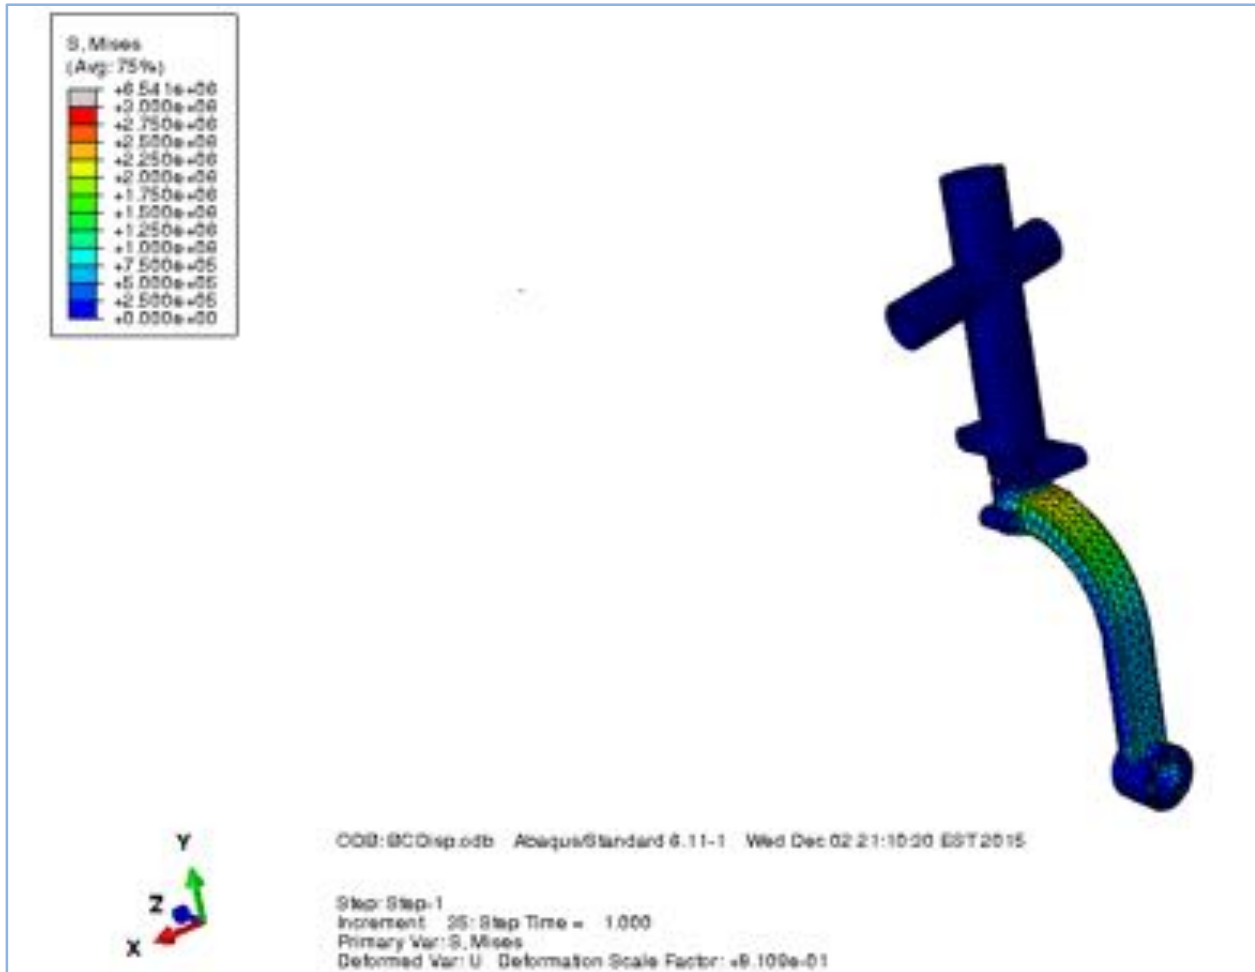 S, Mises
(Avg: 75%)
+6.541e+06
+3.000e+06
+2.750e+06
+2.500e+06
+2.250e+06
+2.000e+06
+1.750e+06
+1.500e+06
+1.250e+06
+1.000e+06
+7.500e+05
+5.000e+05
+2.500e+05
+0.000e+00
Y
Z
X
ODB: BCDisp.odb Abaqus/Standard 6.11-1 Wed Dec 02 21:10:20 EST 2015
Step: Step-1
Increment 35: Step Time = 1.000
Primary Var: S, Mises
Deformed Var: U Deformation Scale Factor: